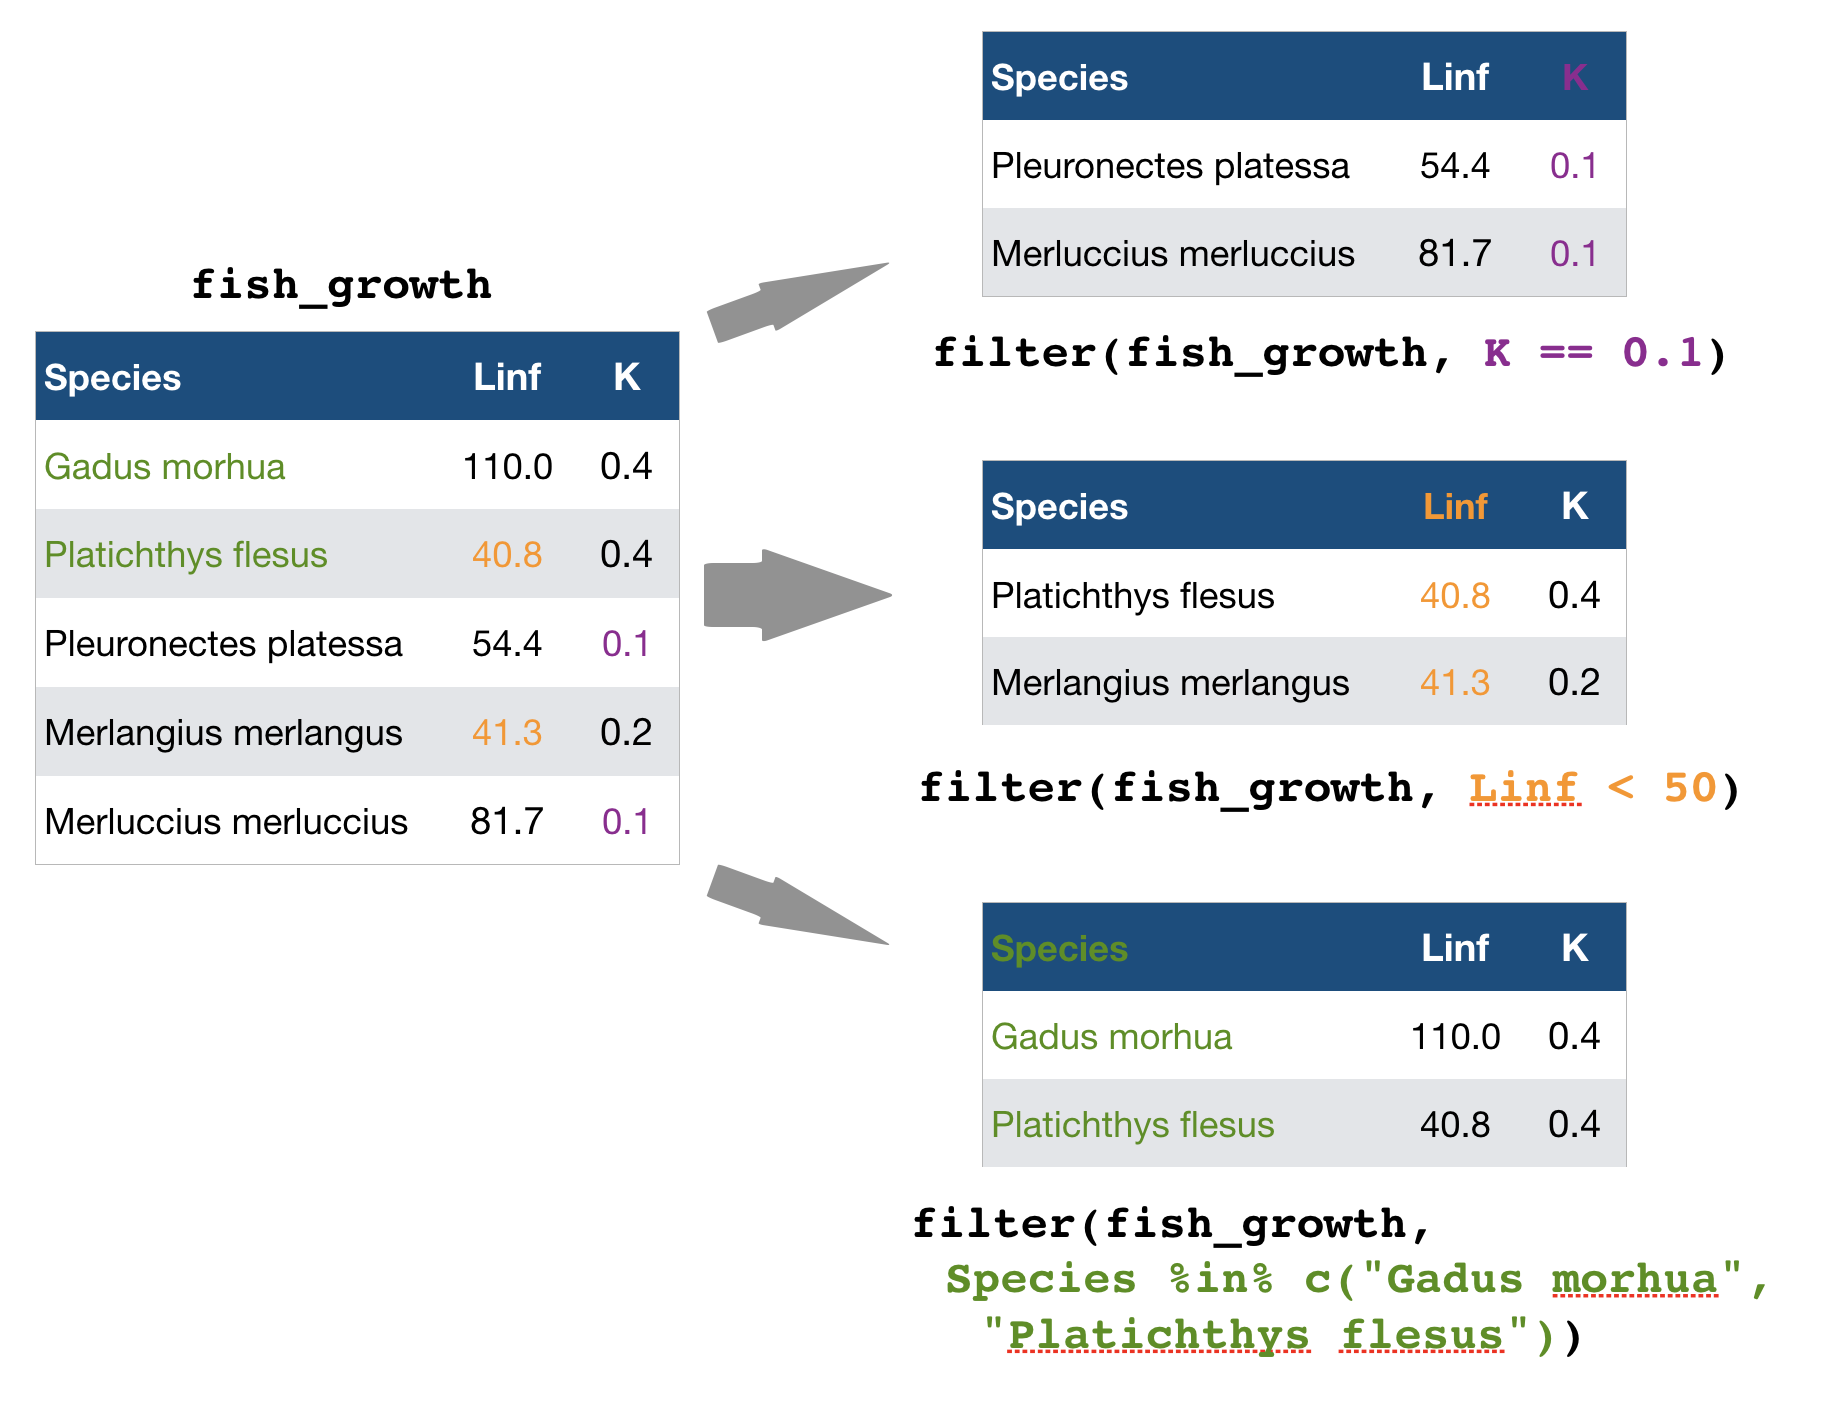 fish_growth
Species Linf K
Gadus morhua 110.0 0.4
Platichthys flesus 40.8 0.4
Pleuronectes platessa 54.4 0.1
Merlangius merlangus 41.3 0.2
Merluccius merluccius 81.7 0.1
Species Linf K
Pleuronectes platessa 54.4 0.1
Merluccius merluccius 81.7 0.1
filter(fish_growth, K == 0.1)
Species Linf K
Platichthys flesus 40.8 0.4
Merlangius merlangus 41.3 0.2
filter(fish_growth, Linf < 50)
Species Linf K
Gadus morhua 110.0 0.4
Platichthys flesus 40.8 0.4
filter(fish_growth,
Species %in% c("Gadus morhua",
"Platichthys flesus"))